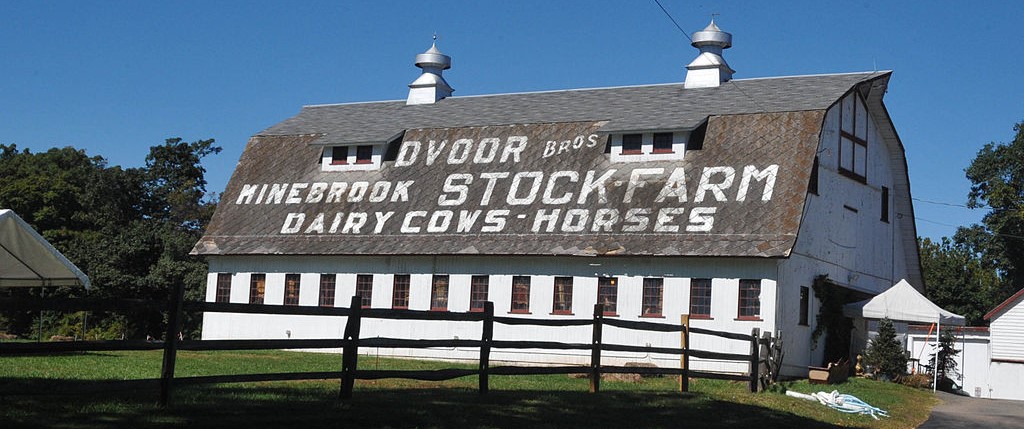 DVOOR BROS
MINEBROOK STOCK-FARM
DAIRY COWS-HORSES